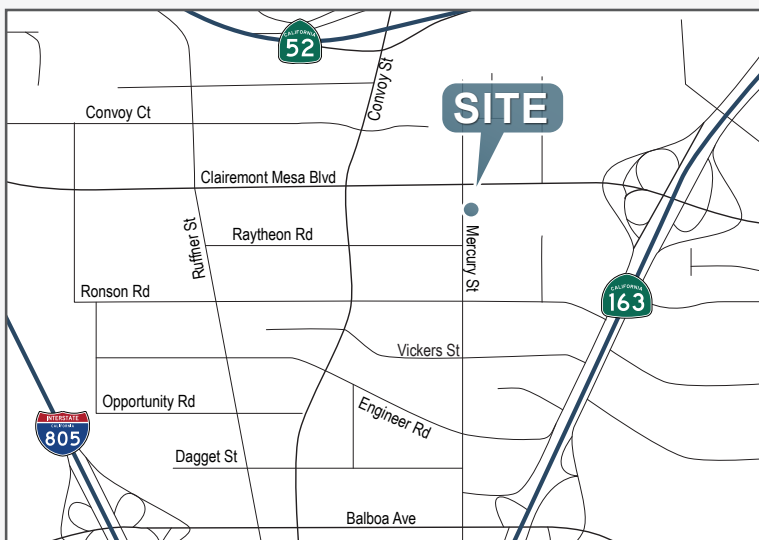 CALIFORNIA
52
Convoy St
SITE
Convoy Ct
Clairemont Mesa Blvd
Ruffner St
Raytheon Rd
Mercury St
Ronson Rd
CALIFORNIA
163
Vickers St
Opportunity Rd
Engineer Rd
INTERSTATE
CALIFORNIA
805
Dagget St
Balboa Ave